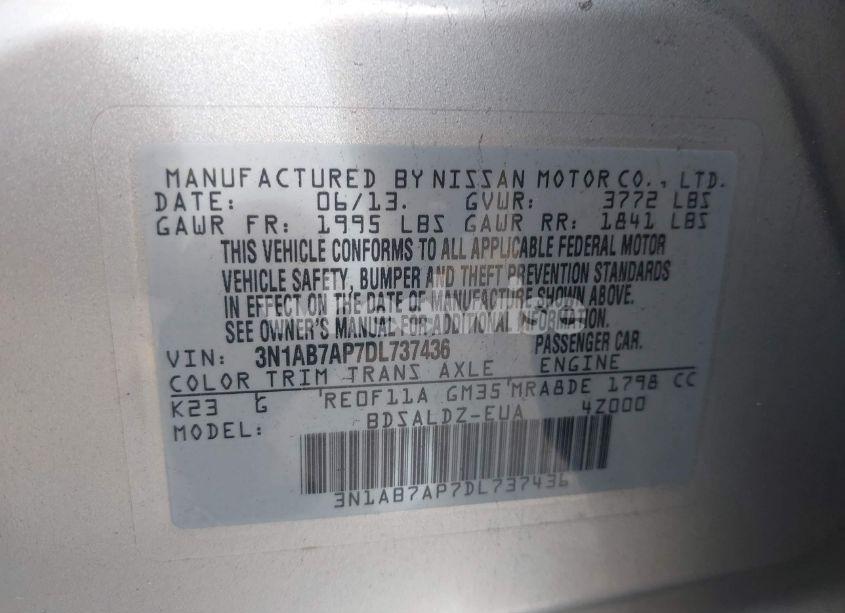 MANUFACTURED BY NISSAN MOTOR CO., LTD.
DATE: 06/13. GVWR: 3772 LBS
GAWR FR: 1995 LBS GAWR RR: 1841 LBS
THIS VEHICLE CONFORMS TO ALL APPLICABLE FEDERAL MOTOR
VEHICLE SAFETY, BUMPER AND THEFT PREVENTION STANDARDS
IN EFFECT ON THE DATE OF MANUFACTURE SHOWN ABOVE.
SEE OWNER'S MANUAL FOR ADDITIONAL INFORMATION.
VIN: 3N1AB7AP7DL737436 PASSENGER CAR.
COLOR TRIM TRANS AXLE ENGINE
K23 G RE0F11A GM35 MRA8DE 1798 CC
MODEL: BDSALDZ-EUA 4Z000
3N1AB7AP7DL737436